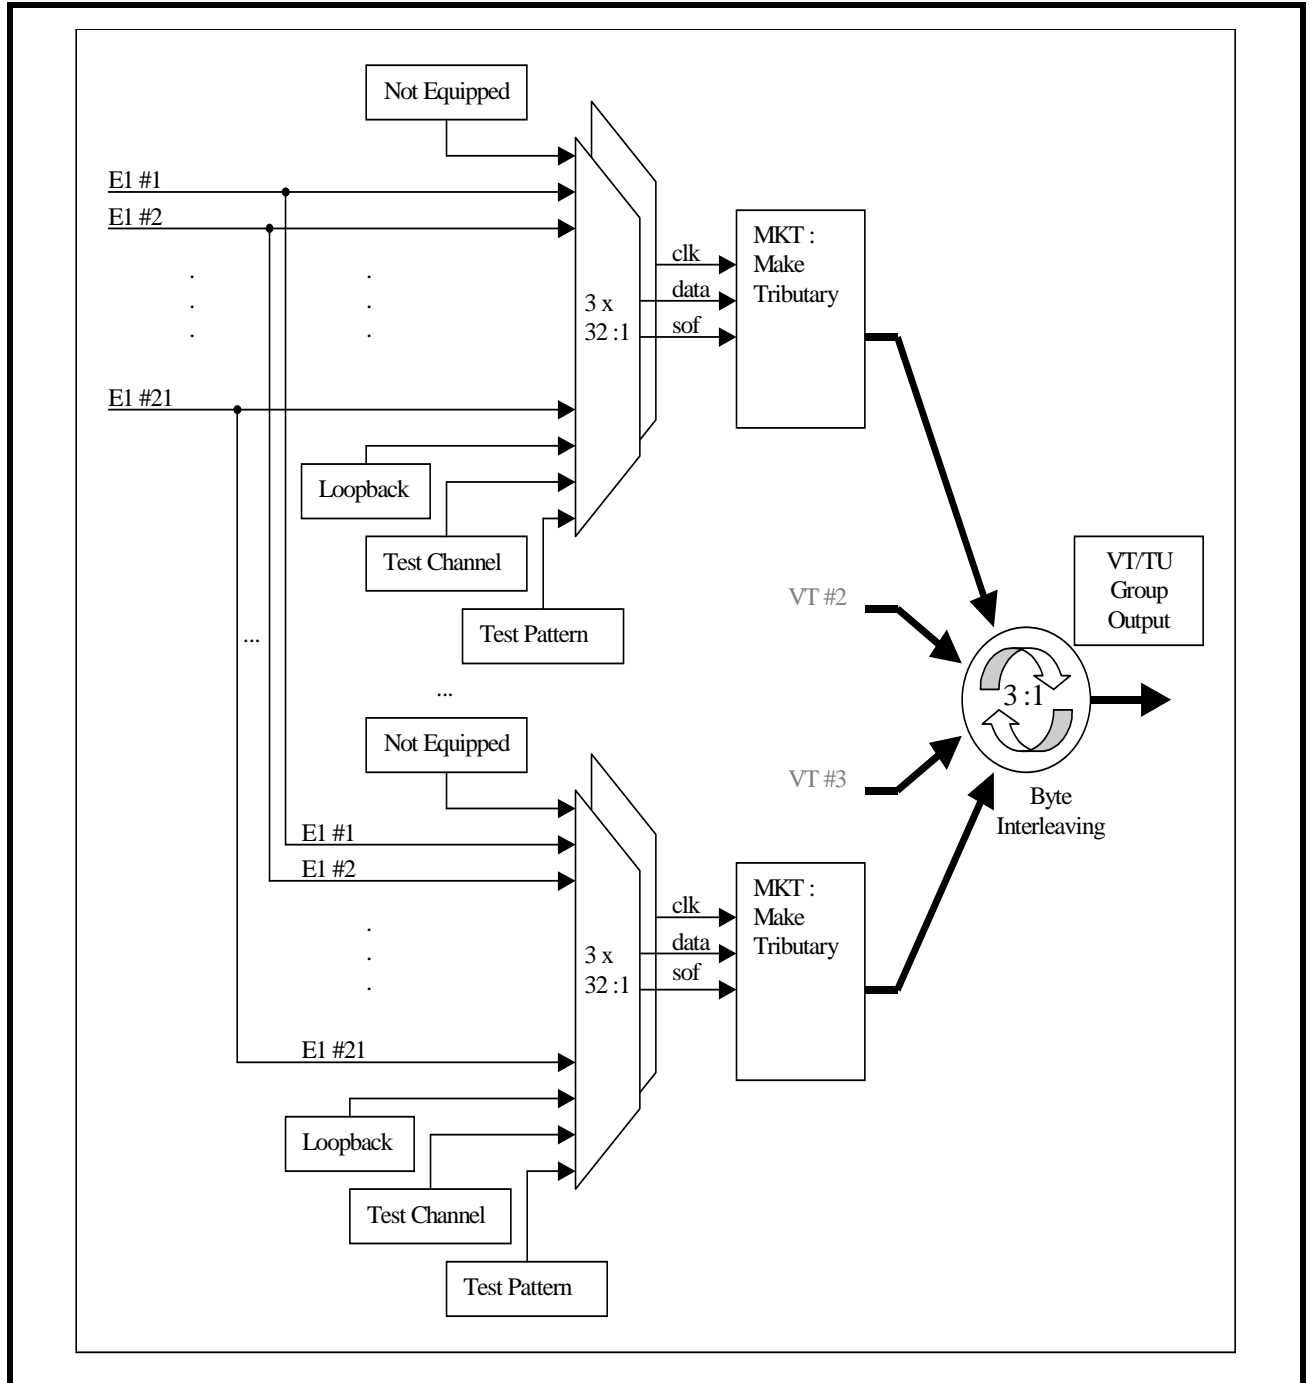 Not Equipped
E1 #1
E1 #2
.
.
.
.
.
.
E1 #21
Loopback
Test Channel
Test Pattern
3 x
32 :1
clk
data
sof
MKT :
Make
Tributary
...
...
VT #2
VT #3
3 :1
Byte
Interleaving
VT/TU
Group
Output
Not Equipped
E1 #1
E1 #2
.
.
.
E1 #21
Loopback
Test Channel
Test Pattern
3 x
32 :1
clk
data
sof
MKT :
Make
Tributary